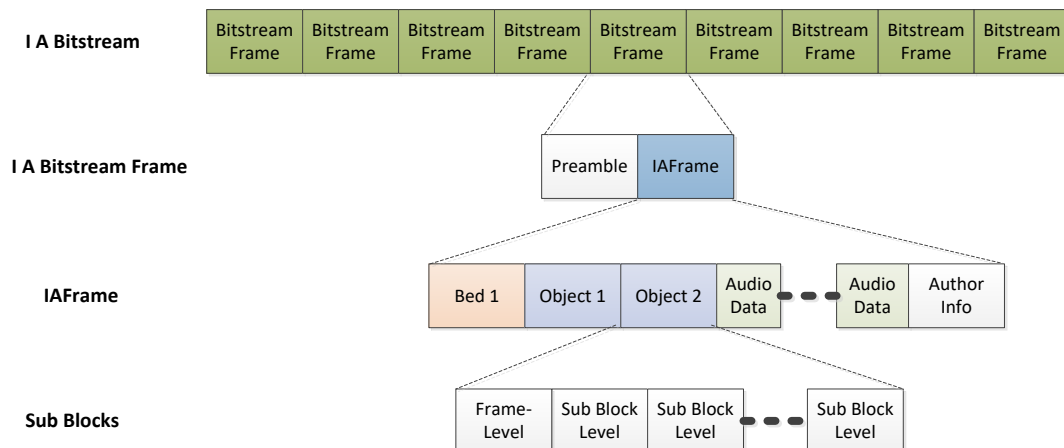 I A Bitstream
Bitstream Frame
Bitstream Frame
Bitstream Frame
Bitstream Frame
Bitstream Frame
Bitstream Frame
Bitstream Frame
Bitstream Frame
Bitstream Frame
I A Bitstream Frame
Preamble
IAFrame
IAFrame
Bed 1
Object 1
Object 2
Audio Data
Audio Data
Author Info
Sub Blocks
Frame-Level
Sub Block Level
Sub Block Level
Sub Block Level